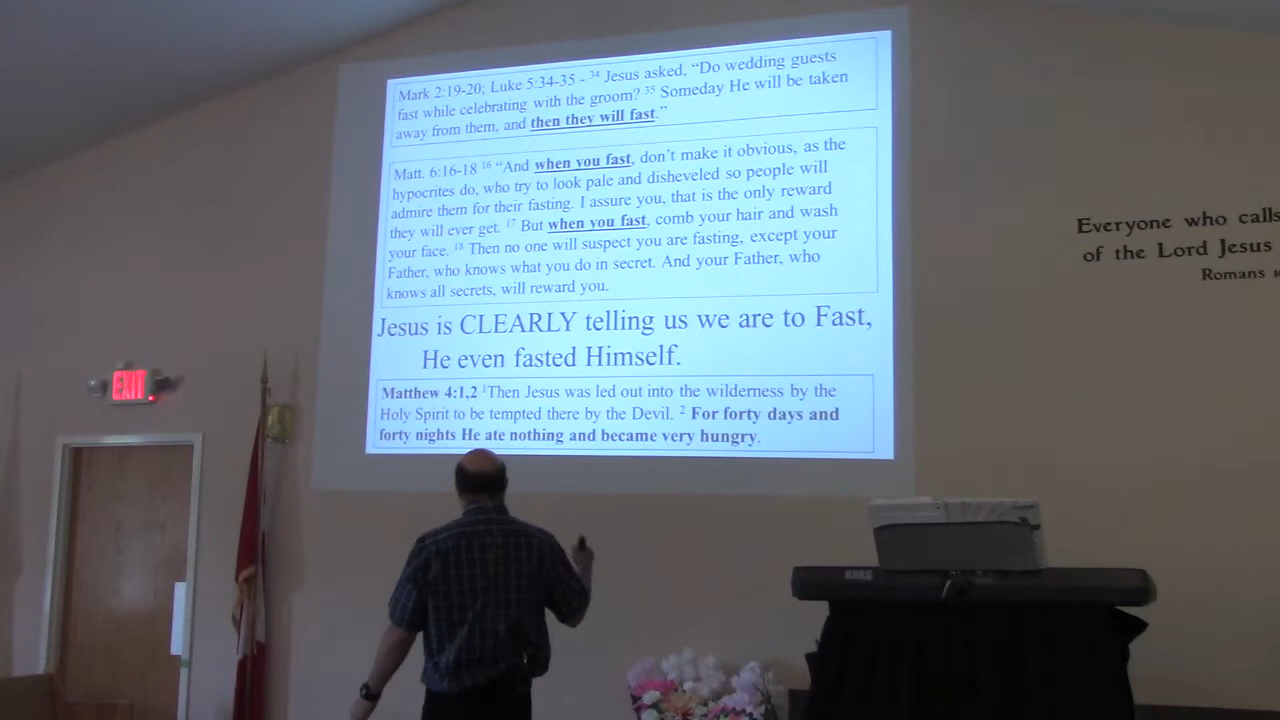 Mark 2:19-20; Luke 5:34-35 - 34 Jesus asked, “Do wedding guests
fast while celebrating with the groom? 35 Someday He will be taken
away from them, and then they will fast.”
Matt. 6:16-18 16 “And when you fast, don’t make it obvious, as the
hypocrites do, who try to look pale and disheveled so people will
admire them for their fasting. I assure you, that is the only reward
they will ever get. 17 But when you fast, comb your hair and wash
your face. 18 Then no one will suspect you are fasting, except your
Father, who knows what you do in secret. And your Father, who
knows all secrets, will reward you.
Jesus is CLEARLY telling us we are to Fast,
He even fasted Himself.
Matthew 4:1,2 1Then Jesus was led out into the wilderness by the
Holy Spirit to be tempted there by the Devil. 2 For forty days and
forty nights He ate nothing and became very hungry.
Everyone who calls
of the Lord Jesus
Romans
EXIT
KORG